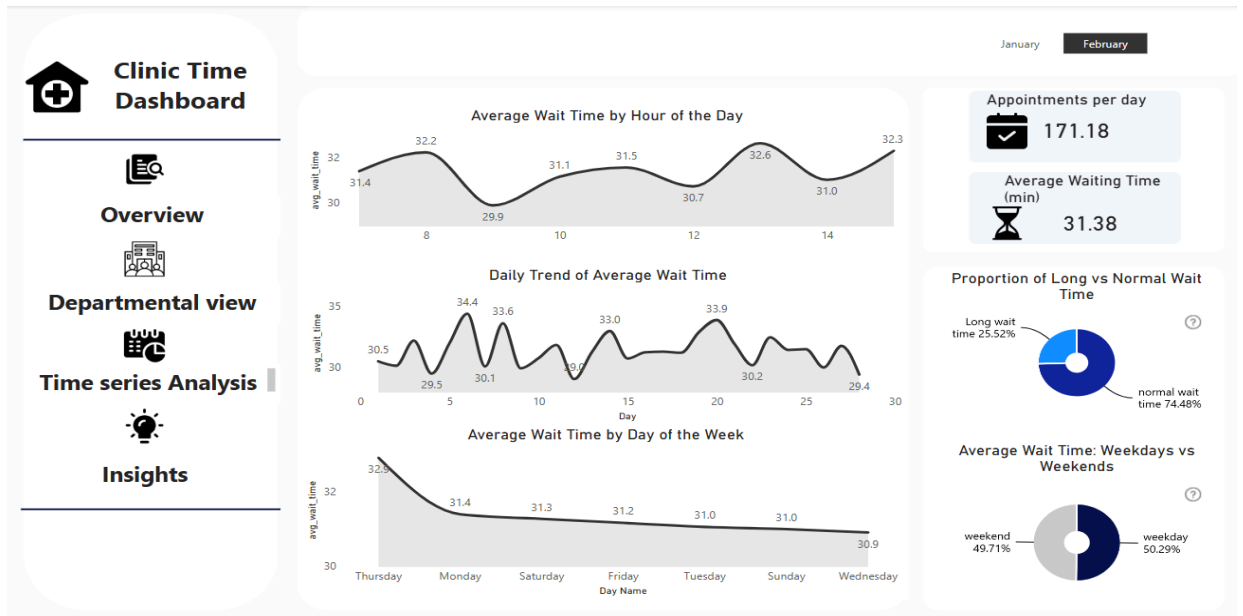 Clinic Time
Dashboard
Overview
Departmental view
Time series Analysis
Insights
January
February
Average Wait Time by Hour of the Day
avg_wait_time
32
30
31.4
32.2
29.9
31.1
31.5
30.7
32.6
31.0
32.3
8
10
12
14
Daily Trend of Average Wait Time
avg_wait_time
35
30
30.5
29.5
34.4
30.1
33.6
29.0
33.0
33.9
30.2
29.4
0
5
10
15
20
25
30
Day
Average Wait Time by Day of the Week
avg_wait_time
32
30
32.9
31.4
31.3
31.2
31.0
31.0
30.9
Thursday
Monday
Saturday
Friday
Tuesday
Sunday
Wednesday
Day Name
Appointments per day
171.18
Average Waiting Time
(min)
31.38
Proportion of Long vs Normal Wait
Time
?
Long wait
time 25.52%
normal wait
time 74.48%
Average Wait Time: Weekdays vs
Weekends
?
weekend
49.71%
weekday
50.29%